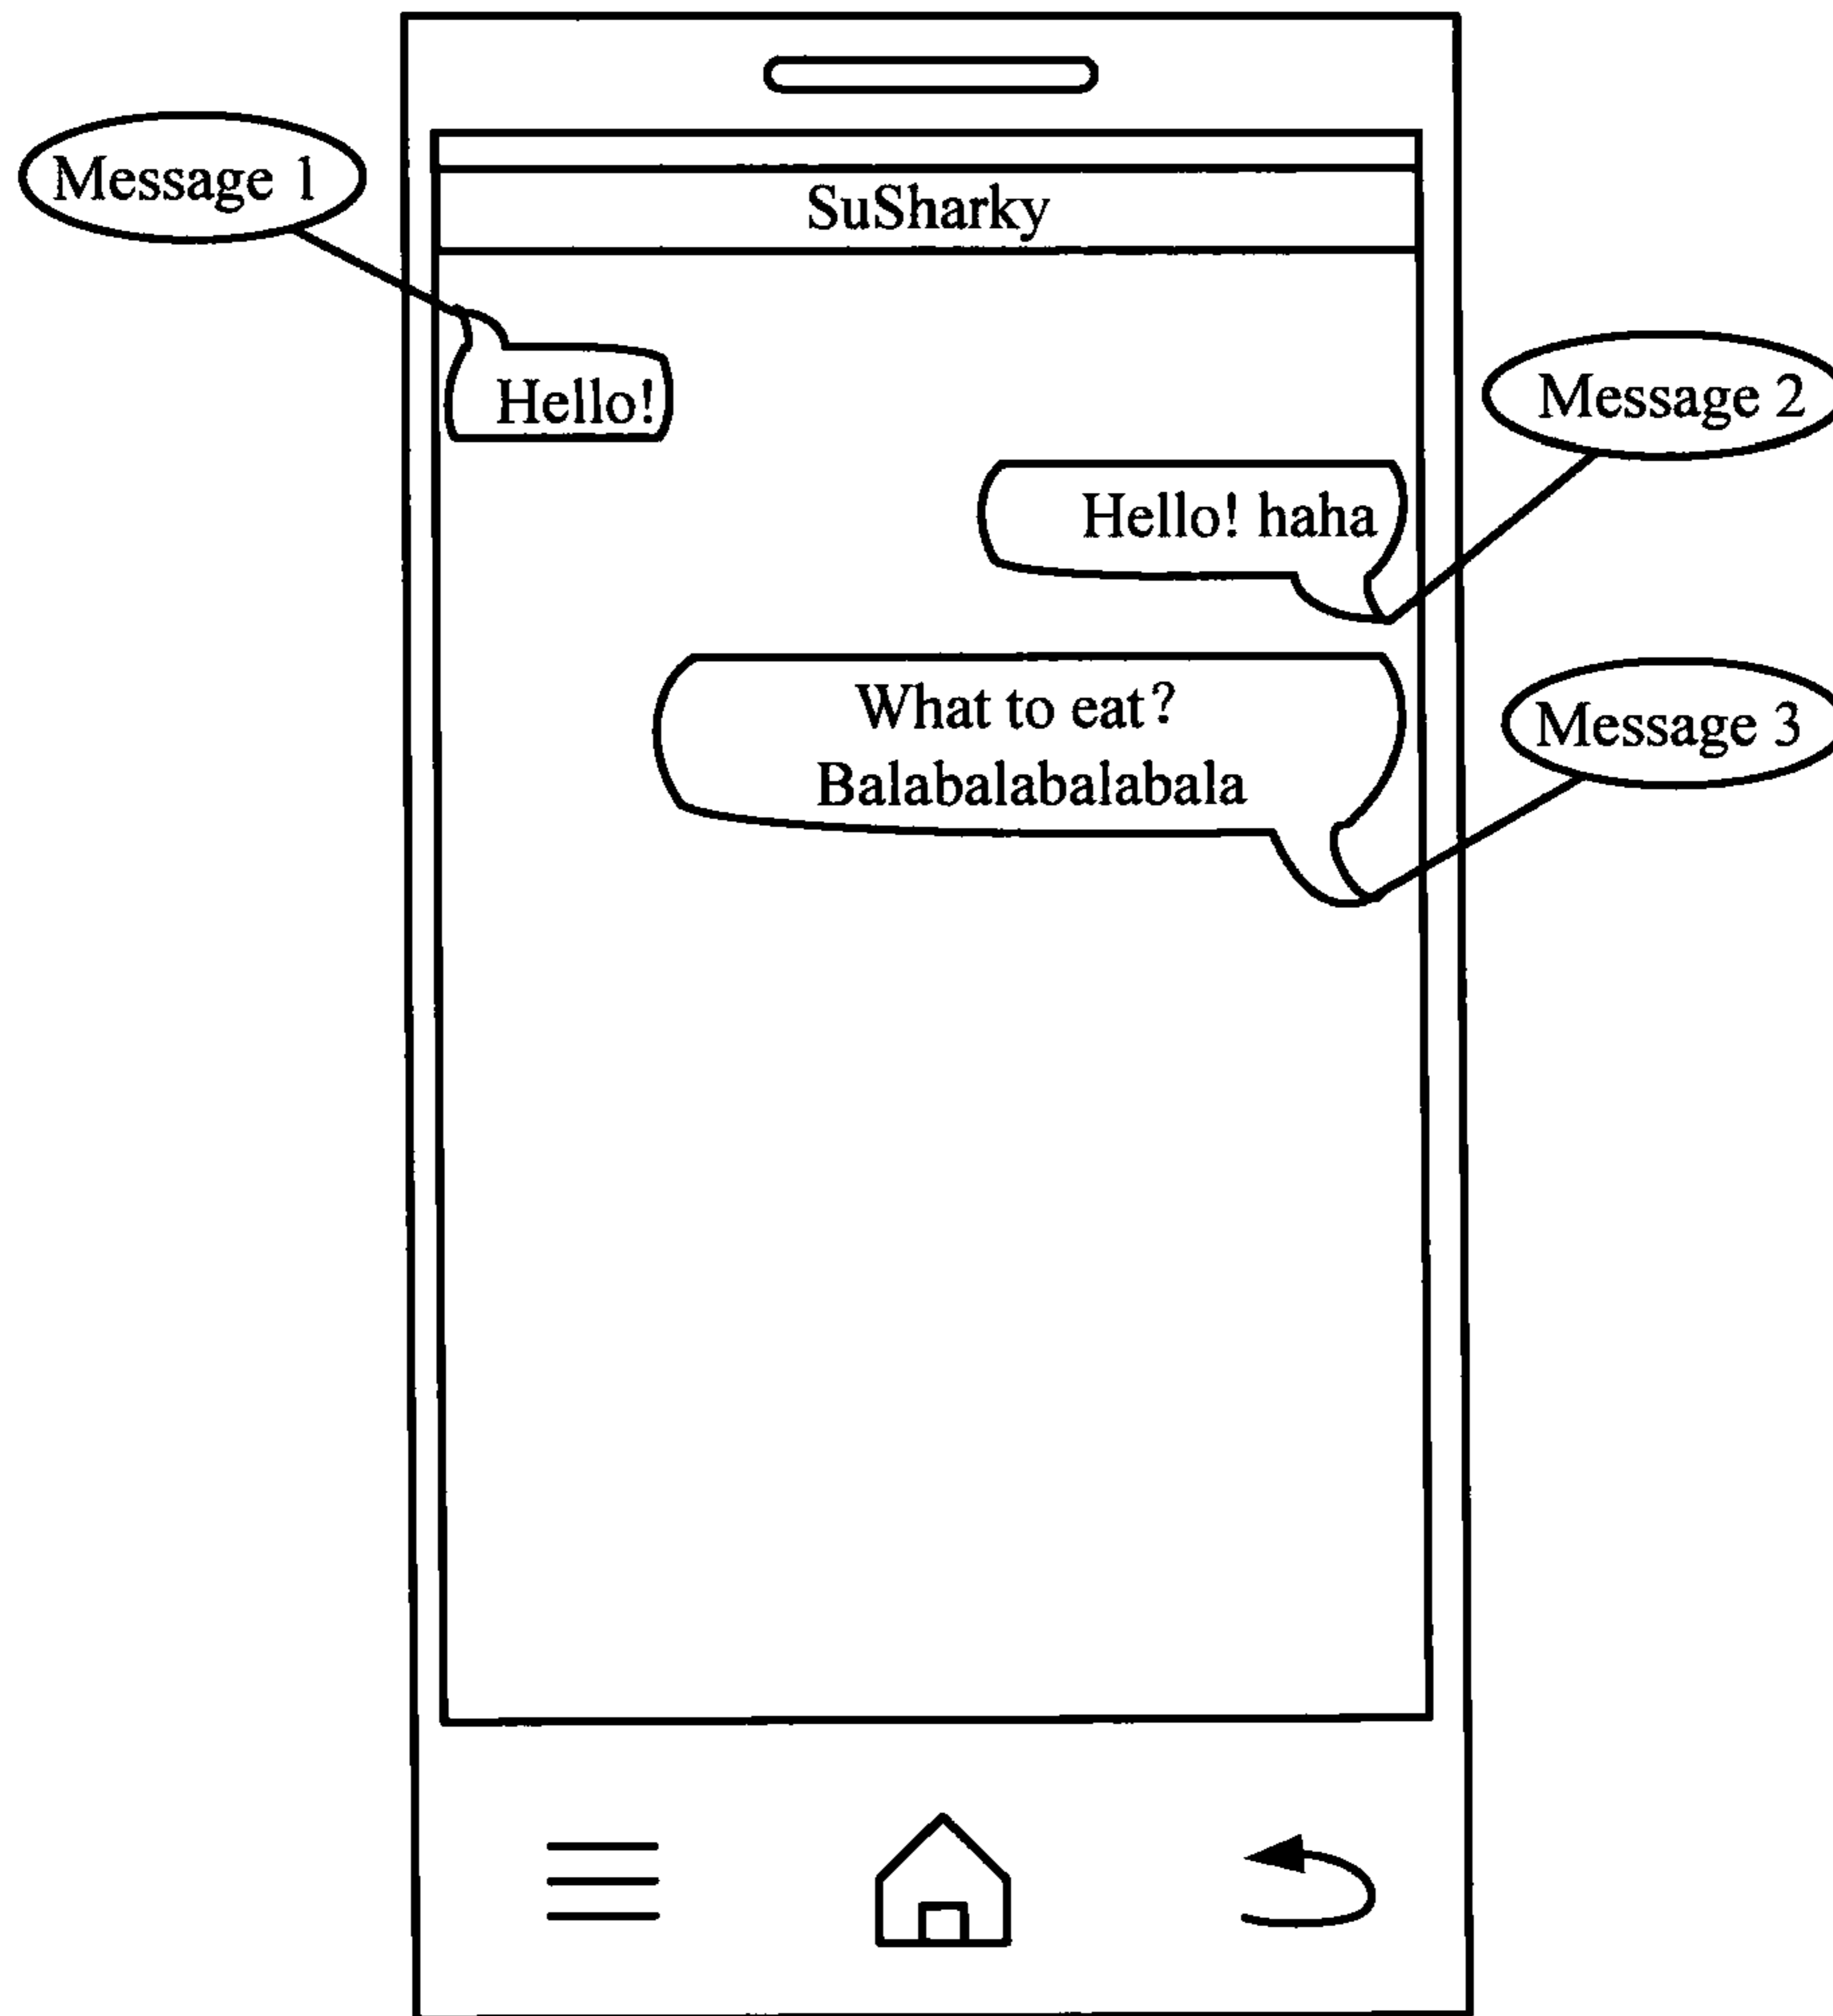 Message 1
SuSharky
Hello!
Message 2
Hello! haha
Message 3
What to eat?
Balabalabalabala